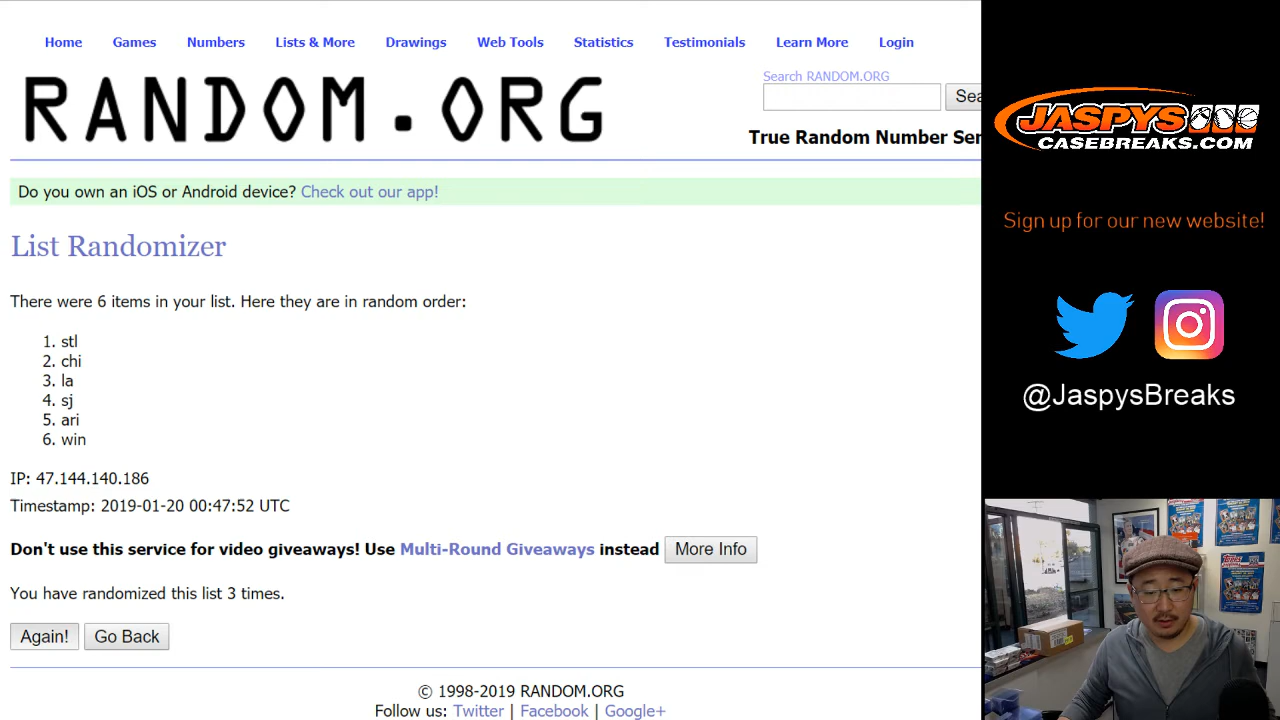 Home Games Numbers Lists & More Drawings Web Tools Statistics Testimonials Learn More Login
RANDOM.ORG
Search RANDOM.ORG
Sea
True Random Number Ser
Do you own an iOS or Android device? Check out our app!
List Randomizer
There were 6 items in your list. Here they are in random order:
1. stl
2. chi
3. la
4. sj
5. ari
6. win
IP: 47.144.140.186
Timestamp: 2019-01-20 00:47:52 UTC
Don't use this service for video giveaways! Use Multi-Round Giveaways instead More Info
You have randomized this list 3 times.
Again! Go Back
© 1998-2019 RANDOM.ORG
Follow us: Twitter | Facebook | Google+
JASPYS
CASEBREAKS.COM
Sign up for our new website!
@JaspysBreaks